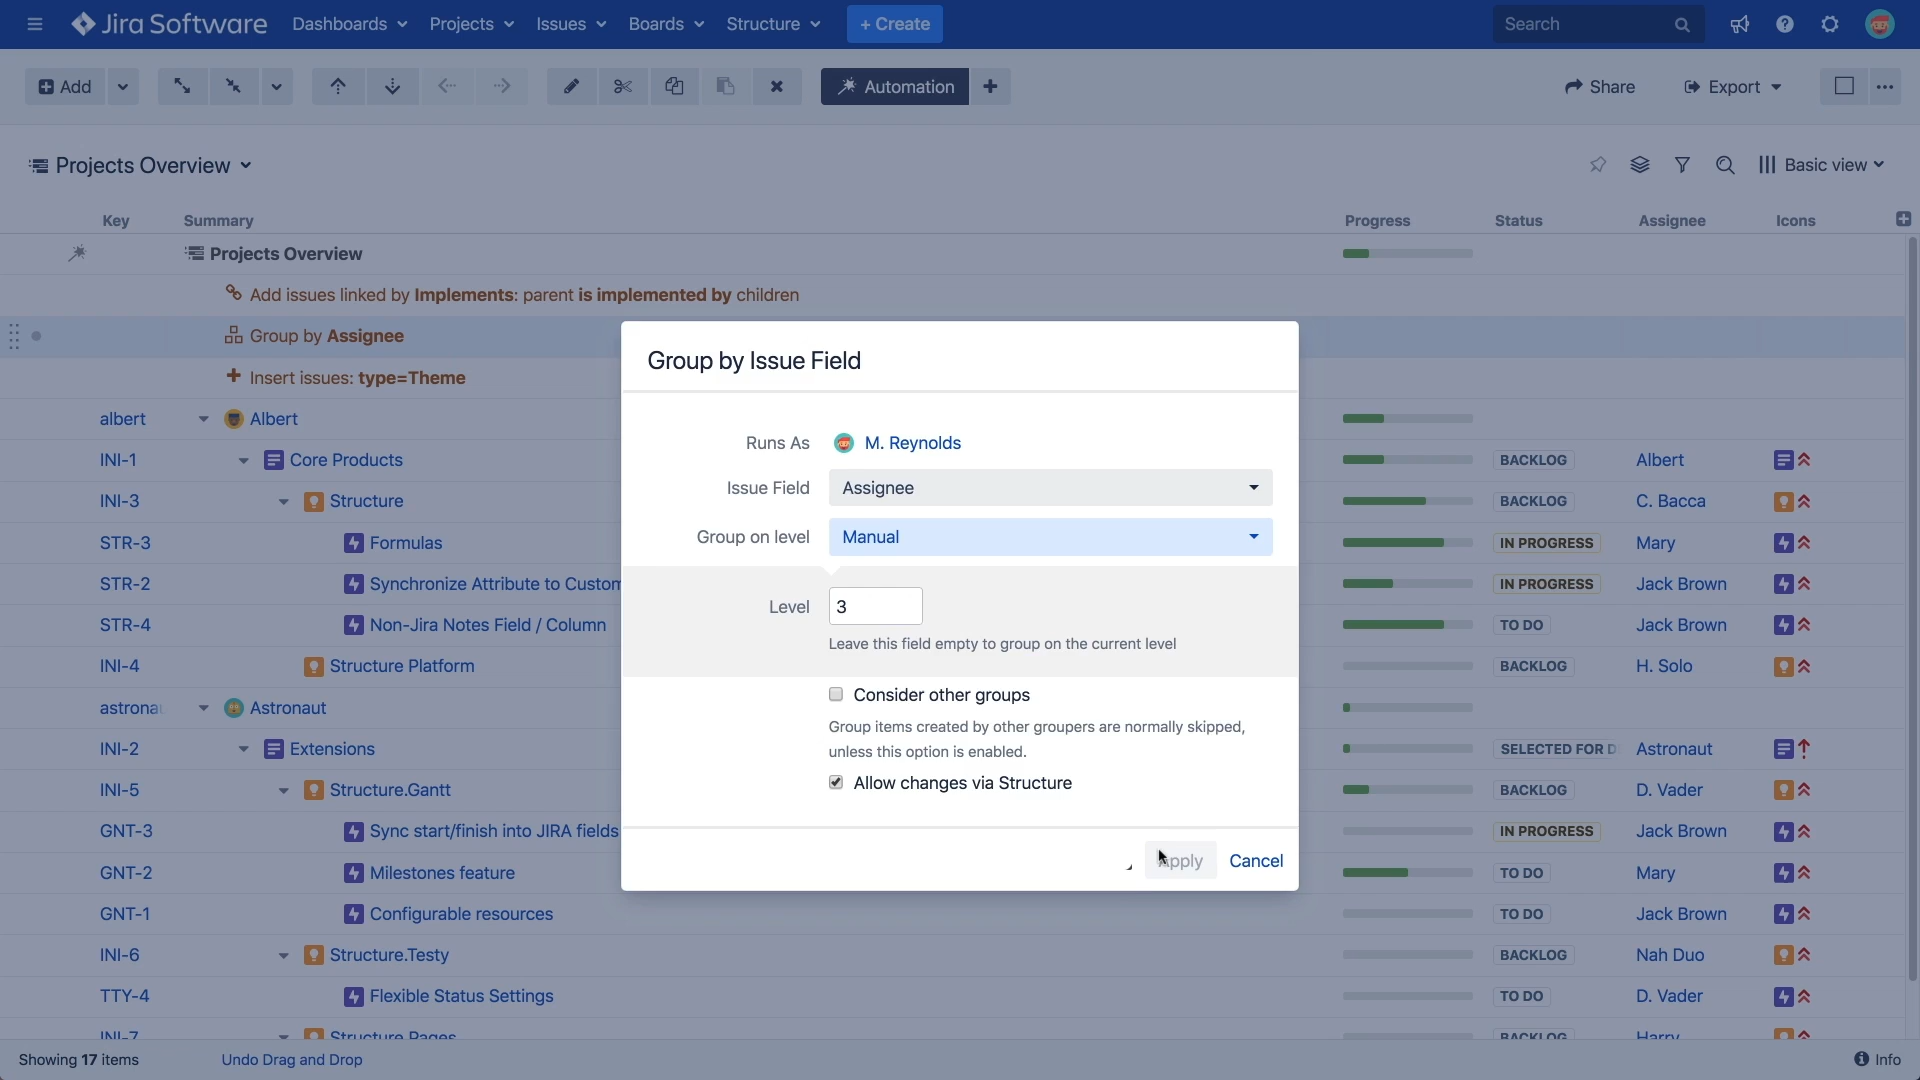 Jira Software Dashboards Projects Issues Boards Structure + Create Search
Add Automation Share Export
Projects Overview Basic view
Key Summary Progress Status Assignee Icons
Projects Overview
Add issues linked by Implements: parent is implemented by children
Group by Assignee
Insert issues: type=Theme
albert Albert
INI-1 Core Products BACKLOG Albert
INI-3 Structure BACKLOG C. Bacca
STR-3 Formulas IN PROGRESS Mary
STR-2 Synchronize Attribute to Custom IN PROGRESS Jack Brown
STR-4 Non-Jira Notes Field / Column TO DO Jack Brown
INI-4 Structure Platform BACKLOG H. Solo
astrona Astronaut
INI-2 Extensions SELECTED FOR D Astronaut
INI-5 Structure.Gantt BACKLOG D. Vader
GNT-3 Sync start/finish into JIRA fields IN PROGRESS Jack Brown
GNT-2 Milestones feature TO DO Mary
GNT-1 Configurable resources TO DO Jack Brown
INI-6 Structure.Testy BACKLOG Nah Duo
TTY-4 Flexible Status Settings TO DO D. Vader
INI-7 Structure.Pages BACKLOG Harry
Group by Issue Field
Runs As M. Reynolds
Issue Field Assignee
Group on level Manual
Level 3
Leave this field empty to group on the current level
Consider other groups
Group items created by other groupers are normally skipped,
unless this option is enabled.
Allow changes via Structure
Apply Cancel
Showing 17 items Undo Drag and Drop Info